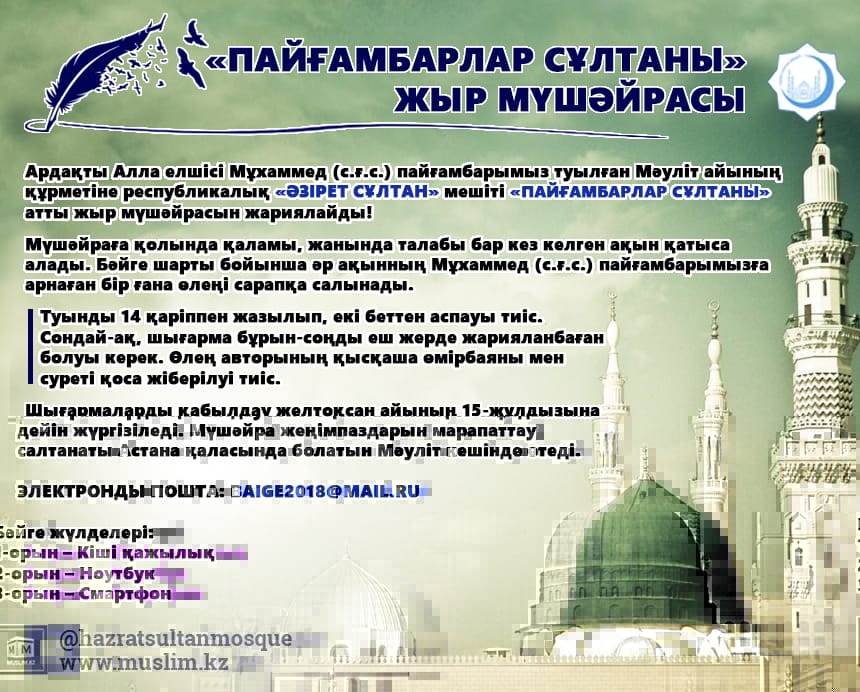 «ПАЙҒАМБАРЛАР СҰЛТАНЫ»
ЖЫР МҮШӘЙРАСЫ
Ардақты Алла елшісі Мұхаммед (с.ғ.с.) пайғамбарымыз туылған Мәуліт айының
құрметіне республикалық «ӘЗІРЕТ СҰЛТАН» мешіті «ПАЙҒАМБАРЛАР СҰЛТАНЫ»
атты жыр мүшәйрасын жариялайды!
Мүшәйраға қолында қаламы, жанында талабы бар кез келген ақын қатыса
алады. Бәйге шарты бойынша әр ақынның Мұхаммед (с.ғ.с.) пайғамбарымызға
арнаған бір ғана өлеңі сарапқа салынады.
Туынды 14 қаріппен жазылып, екі беттен аспауы тиіс.
Сондай-ақ, шығарма бұрын-соңды еш жерде жарияланбаған
болуы керек. Өлең авторының қысқаша өмірбаяны мен
суреті қоса жіберілуі тиіс.
Шығармаларды қабылдау желтоқсан айының 15-жұлдызына
дейін жүргізіледі. Мүшәйра жеңімпаздарын марапаттау
салтанаты Астана қаласында болатын Мәуліт кешінде өтеді.
ЭЛЕКТРОНДЫ ПОШТА: BAIGE2018@MAIL.RU
Бәйге жүлделері:
1-орын – Кіші қажылық
2-орын – Ноутбук
3-орын – Смартфон
@hazratsultanmosque
www.muslim.kz
MUSLIM.KZ